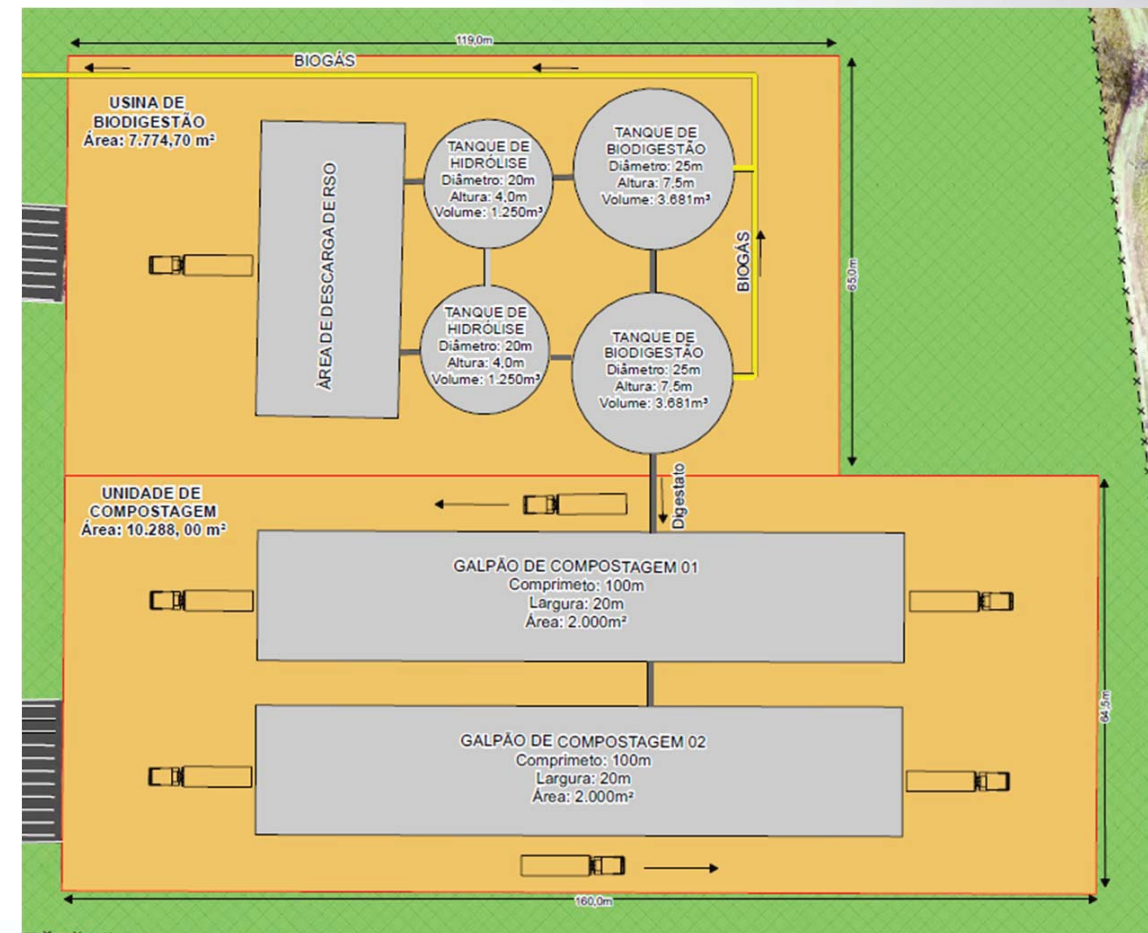 119,0m
BIOGÁS
USINA DE
BIODIGESTÃO
Área: 7.774,70 m²
ÁREA DE DESCARGA DE RSO
TANQUE DE
HIDRÓLISE
Diâmetro: 20m
Altura: 4,0m
Volume: 1.250m³
TANQUE DE
BIODIGESTÃO
Diâmetro: 25m
Altura: 7,5m
Volume: 3.681m³
BIOGÁS
65,0m
TANQUE DE
HIDRÓLISE
Diâmetro: 20m
Altura: 4,0m
Volume: 1.250m³
TANQUE DE
BIODIGESTÃO
Diâmetro: 25m
Altura: 7,5m
Volume: 3.681m³
UNIDADE DE
COMPOSTAGEM
Área: 10.288, 00 m²
Digestato
GALPÃO DE COMPOSTAGEM 01
Comprimeto: 100m
Largura: 20m
Área: 2.000m²
64,5m
GALPÃO DE COMPOSTAGEM 02
Comprimeto: 100m
Largura: 20m
Área: 2.000m²
160,0m